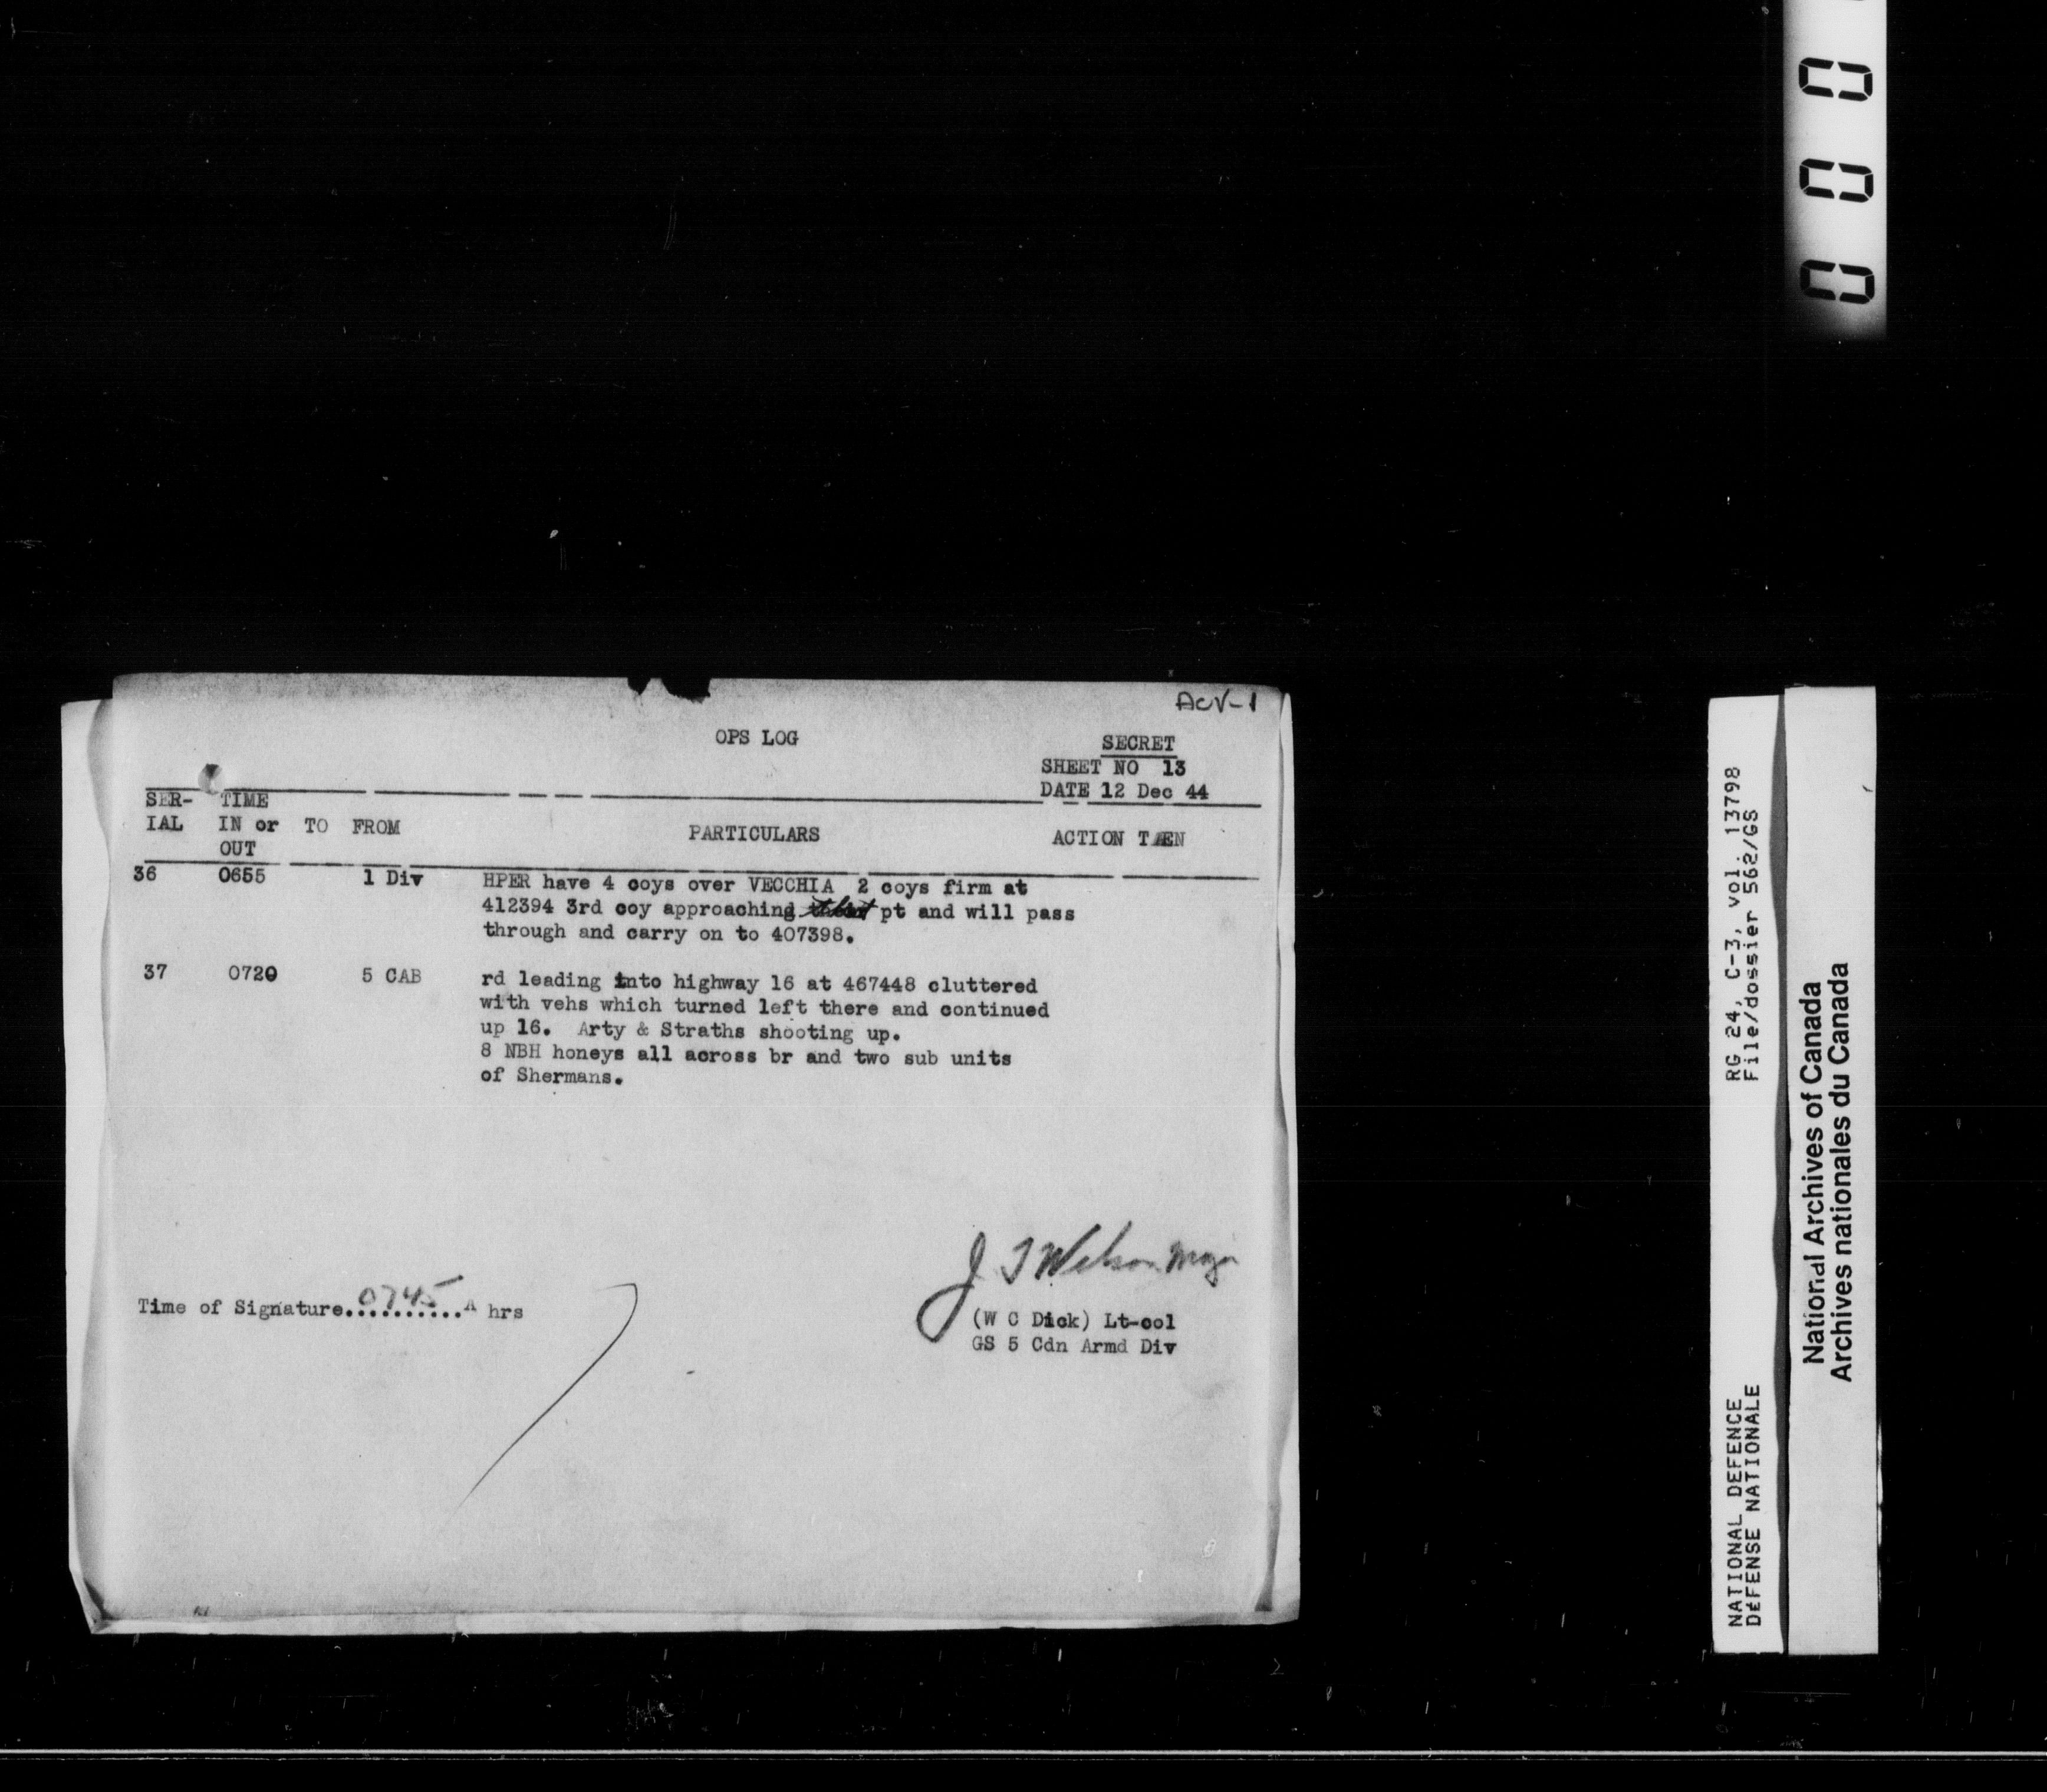 000
ACV-1
OPS LOG
SECRET
SHEET NO 13
DATE 12 Dec 44
SER- TIME
IAL IN or TO FROM PARTICULARS ACTION TAEN
OUT
36 0655 1 Div HPER have 4 coys over VECCHIA 2 coys firm at
412394 3rd coy approaching pt and will pass
through and carry on to 407398.
37 0720 5 CAB rd leading into highway 16 at 467448 cluttered
with vehs which turned left there and continued
up 16. Arty & Straths shooting up.
8 NBH honeys all across br and two sub units
of Shermans.
J T Wilson Major
Time of Signature..0745..A hrs
(W C Dick) Lt-col
GS 5 Cdn Armd Div
RG 24, C-3, vol. 13798
File/dossier 562/GS
NATIONAL DEFENCE
DÉFENSE NATIONALE
National Archives of Canada
Archives nationales du Canada